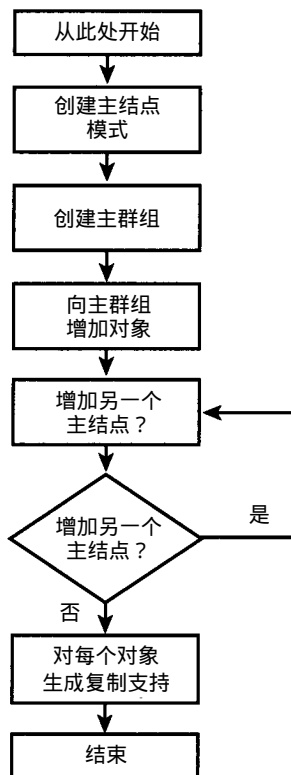 从此处开始
创建主结点
模式
创建主群组
向主群组
增加对象
增加另一个
主结点？
增加另一个
主结点？
是
否
对每个对象
生成复制支持
结束